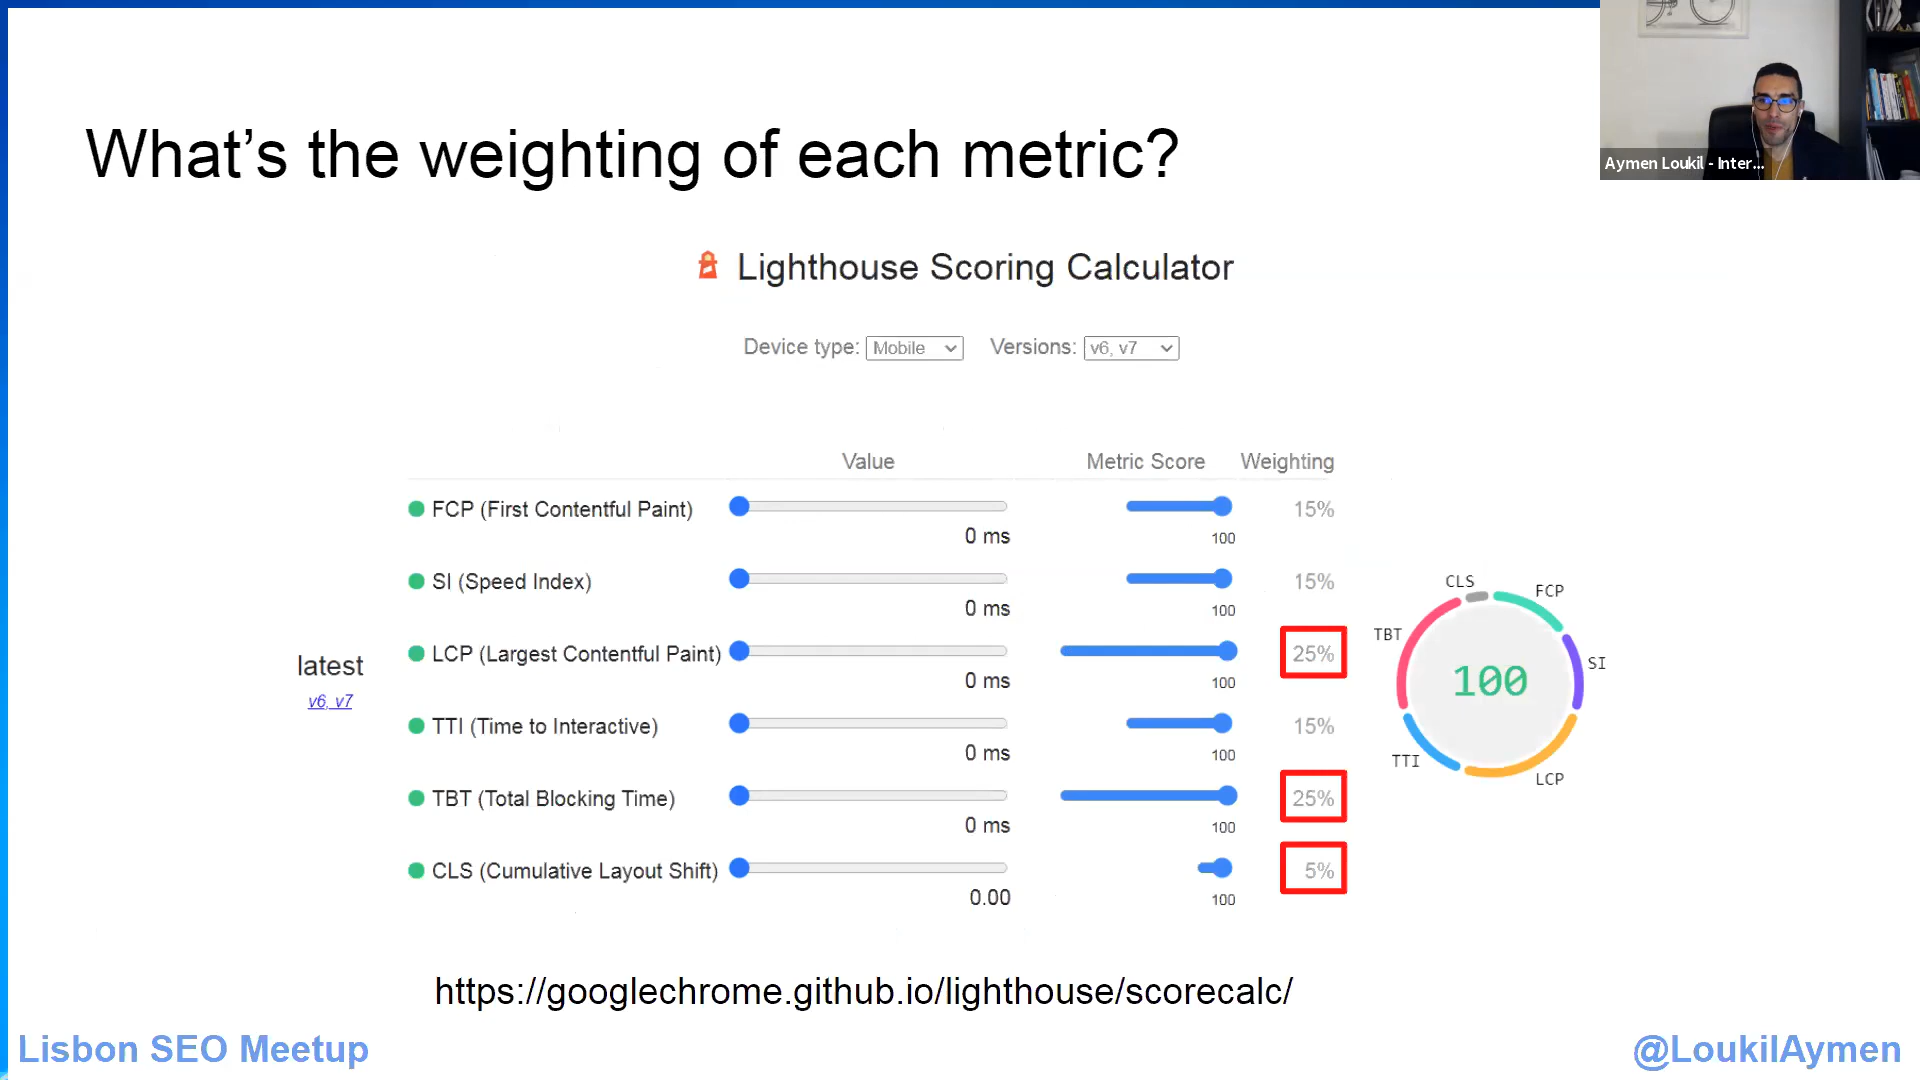 Aymen Loukil - Inter...
What's the weighting of each metric?
Lighthouse Scoring Calculator
Device type: Mobile Versions: v6, v7
Value Metric Score Weighting
FCP (First Contentful Paint) 15%
0 ms 100
SI (Speed Index) 15%
0 ms 100
LCP (Largest Contentful Paint) 25%
0 ms 100
latest
v6, v7
TTI (Time to Interactive) 15%
0 ms 100
TBT (Total Blocking Time) 25%
0 ms 100
CLS (Cumulative Layout Shift) 5%
0.00 100
CLS
FCP
TBT
SI
100
TTI
LCP
https://googlechrome.github.io/lighthouse/scorecalc/
Lisbon SEO Meetup
@LoukilAymen